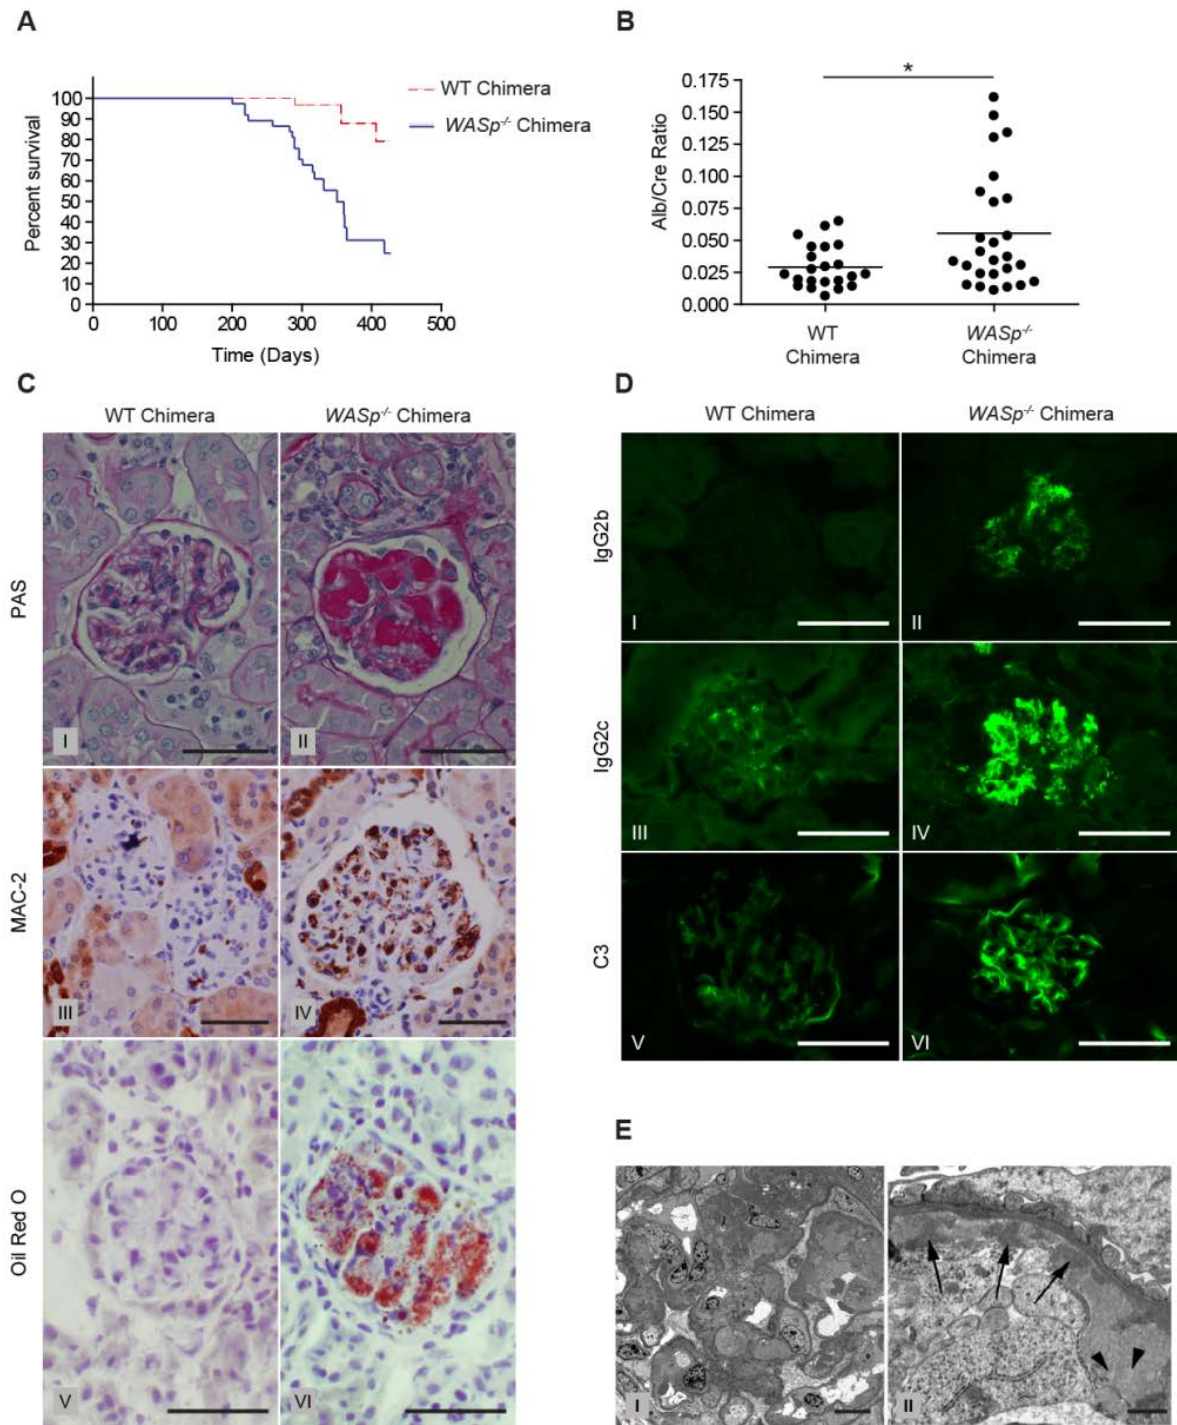 A
WT Chimera
WASp-/- Chimera
Percent survival
100
90
80
70
60
50
40
30
20
10
0
0
100
200
300
400
500
Time (Days)
B
*
Alb/Cre Ratio
0.175
0.150
0.125
0.100
0.075
0.050
0.025
0.000
WT
Chimera
WASp-/-
Chimera
C
WT Chimera
WASp-/- Chimera
PAS
I
II
MAC-2
III
IV
Oil Red O
V
VI
D
WT Chimera
WASp-/- Chimera
IgG2b
I
II
IgG2c
III
IV
C3
V
VI
E
I
II